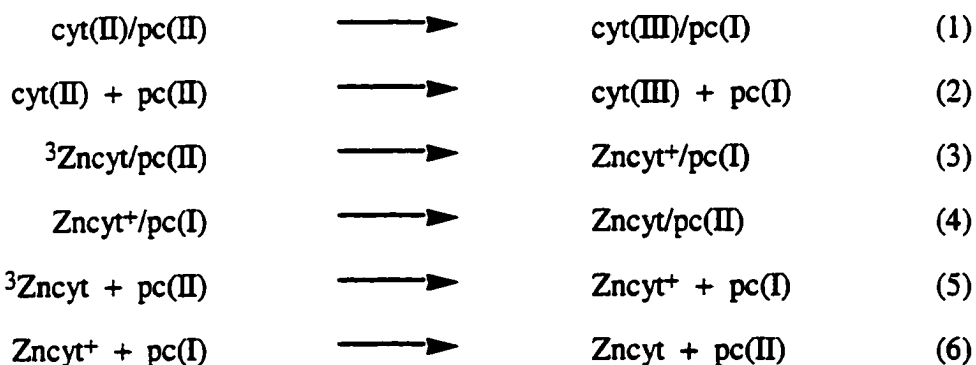 cyt(II)/pc(II) ⟶ cyt(III)/pc(I) (1)
cyt(II) + pc(II) ⟶ cyt(III) + pc(I) (2)
³Zncyt/pc(II) ⟶ Zncyt⁺/pc(I) (3)
Zncyt⁺/pc(I) ⟶ Zncyt/pc(II) (4)
³Zncyt + pc(II) ⟶ Zncyt⁺ + pc(I) (5)
Zncyt⁺ + pc(I) ⟶ Zncyt + pc(II) (6)